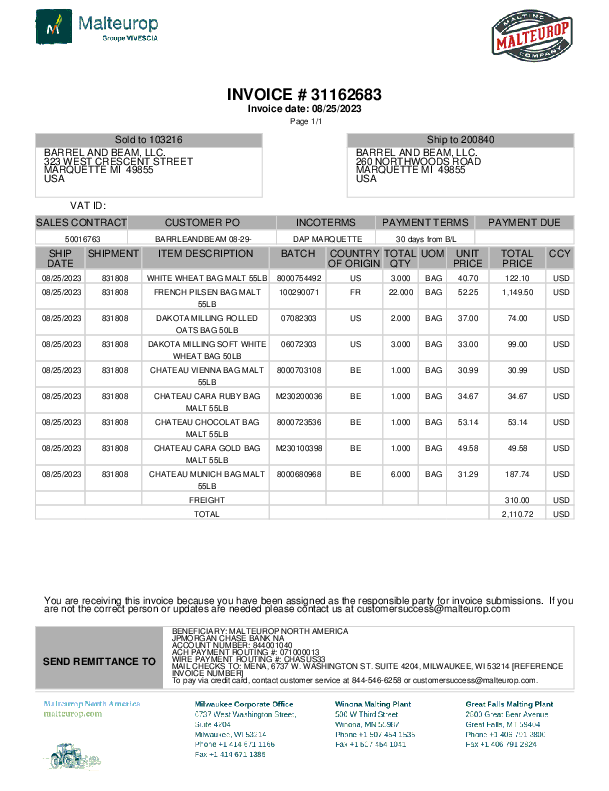 Malteurop
Groupe VIVESCIA
MALTING
MALTEUROP
COMPANY
INVOICE # 31162683
Invoice date: 08/25/2023
Page 1/1
Sold to 103216
BARREL AND BEAM, LLC.
323 WEST CRESCENT STREET
MARQUETTE MI 49855
USA
Ship to 200840
BARREL AND BEAM, LLC.
260 NORTHWOODS ROAD
MARQUETTE MI 49855
USA
VAT ID:
SALES CONTRACT CUSTOMER PO INCOTERMS PAYMENT TERMS PAYMENT DUE
50016763 BARRLEANDBEAM 08-29- DAP MARQUETTE 30 days from B/L
SHIP DATE SHIPMENT ITEM DESCRIPTION BATCH COUNTRY OF ORIGIN TOTAL QTY UOM UNIT PRICE TOTAL PRICE CCY
08/25/2023 831808 WHITE WHEAT BAG MALT 55LB 8000754492 US 3.000 BAG 40.70 122.10 USD
08/25/2023 831808 FRENCH PILSEN BAG MALT 55LB 100290071 FR 22.000 BAG 52.25 1,149.50 USD
08/25/2023 831808 DAKOTA MILLING ROLLED OATS BAG 50LB 07082303 US 2.000 BAG 37.00 74.00 USD
08/25/2023 831808 DAKOTA MILLING SOFT WHITE WHEAT BAG 50LB 06072303 US 3.000 BAG 33.00 99.00 USD
08/25/2023 831808 CHATEAU VIENNA BAG MALT 55LB 8000703108 BE 1.000 BAG 30.99 30.99 USD
08/25/2023 831808 CHATEAU CARA RUBY BAG MALT 55LB M230200036 BE 1.000 BAG 34.67 34.67 USD
08/25/2023 831808 CHATEAU CHOCOLAT BAG MALT 55LB 8000723536 BE 1.000 BAG 53.14 53.14 USD
08/25/2023 831808 CHATEAU CARA GOLD BAG MALT 55LB M230100398 BE 1.000 BAG 49.58 49.58 USD
08/25/2023 831808 CHATEAU MUNICH BAG MALT 55LB 8000680968 BE 6.000 BAG 31.29 187.74 USD
FREIGHT 310.00 USD
TOTAL 2,110.72 USD
You are receiving this invoice because you have been assigned as the responsible party for invoice submissions. If you
are not the correct person or updates are needed please contact us at customersuccess@malteurop.com
SEND REMITTANCE TO
BENEFICIARY: MALTEUROP NORTH AMERICA
JPMORGAN CHASE BANK NA
ACCOUNT NUMBER: 844001040
ACH PAYMENT ROUTING #: 071000013
WIRE PAYMENT ROUTING #: CHASUS33
MAIL CHECKS TO: MENA, 6737 W. WASHINGTON ST. SUITE 4204, MILWAUKEE, WI 53214 [REFERENCE
INVOICE NUMBER]
To pay via credit card, contact customer service at 844-546-6258 or customersuccess@malteurop.com.
Malteurop North America
malteurop.com
Milwaukee Corporate Office
6737 West Washington Street,
Suite 4204
Milwaukee, WI 53214
Phone +1 414 671 1166
Fax +1 414 671 1385
Winona Malting Plant
500 W Third Street
Winona, MN 55987
Phone +1 507 454 1535
Fax +1 507 454 1041
Great Falls Malting Plant
2800 Great Bear Avenue
Great Falls, MT 59404
Phone +1 406 791 2800
Fax +1 406 791 2824